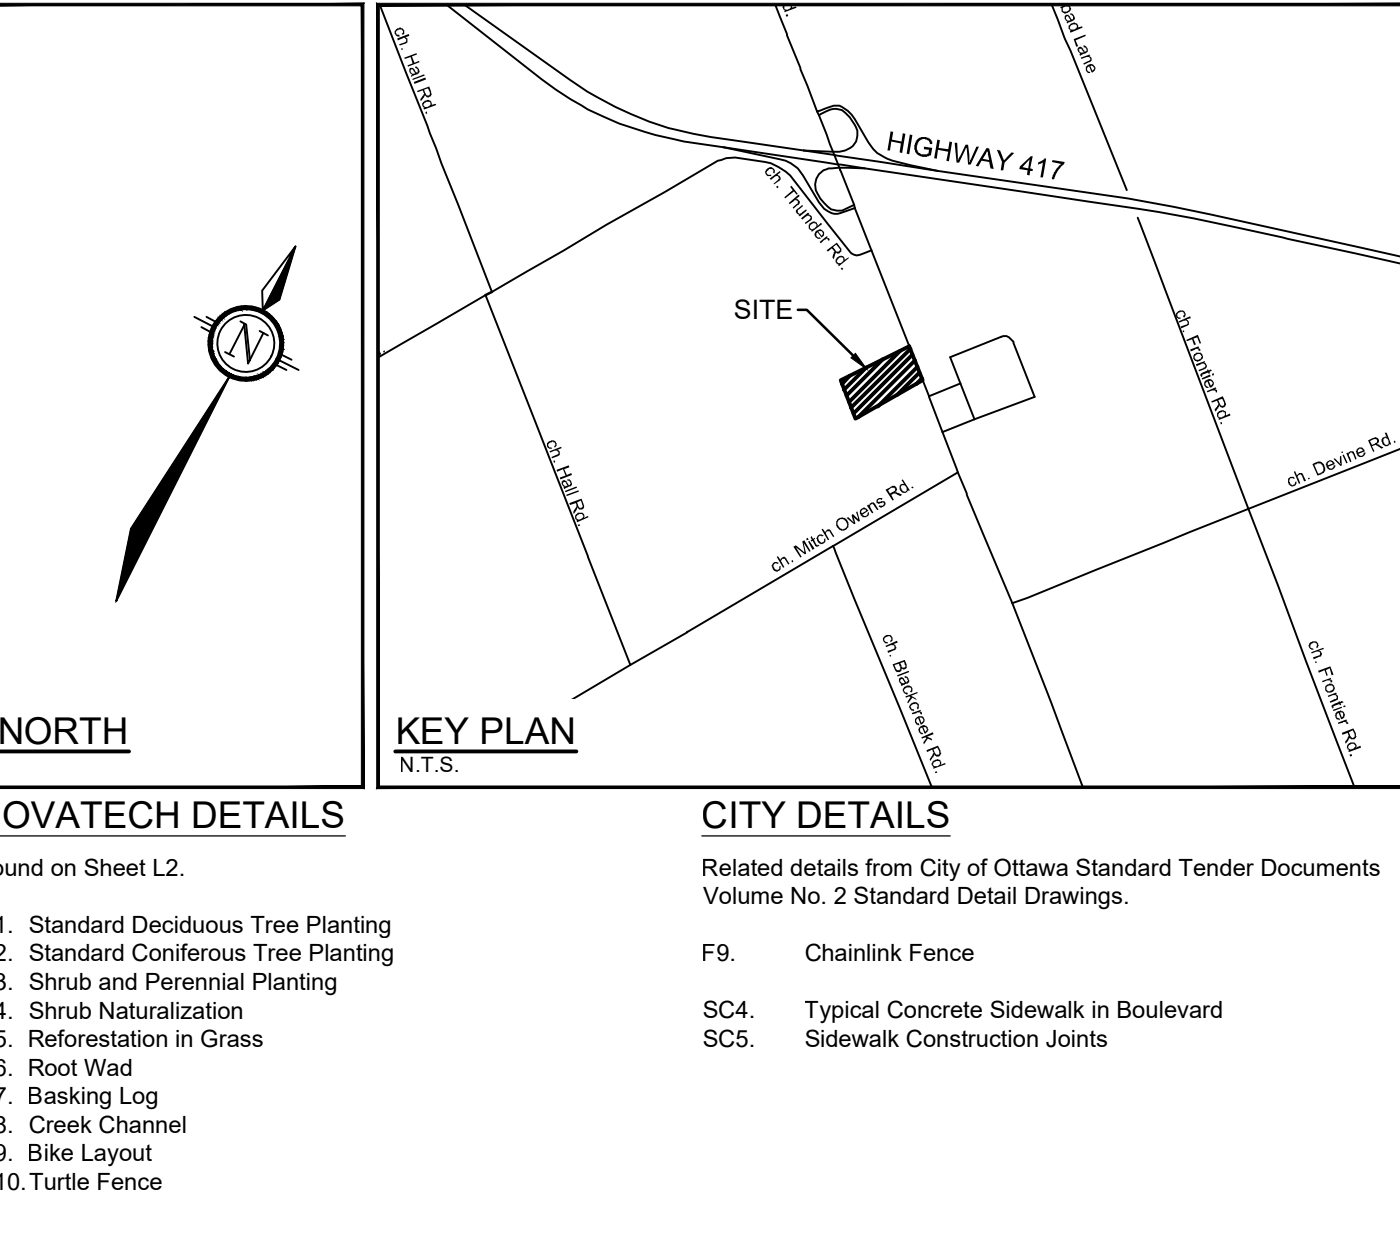 N
NORTH
ch. Hall Rd.
HIGHWAY 417
ch. Thunder Rd.
SITE
ch. Frontier Rd.
ch. Devine Rd.
ch. Hall Rd.
ch. Mitch Owens Rd.
ch. Blackcreek Rd.
ch. Frontier Rd.
KEY PLAN
N.T.S.
OVATECH DETAILS
ound on Sheet L2.
1. Standard Deciduous Tree Planting
2. Standard Coniferous Tree Planting
3. Shrub and Perennial Planting
4. Shrub Naturalization
5. Reforestation in Grass
6. Root Wad
7. Basking Log
8. Creek Channel
9. Bike Layout
10. Turtle Fence
CITY DETAILS
Related details from City of Ottawa Standard Tender Documents
Volume No. 2 Standard Detail Drawings.
F9. Chainlink Fence
SC4. Typical Concrete Sidewalk in Boulevard
SC5. Sidewalk Construction Joints